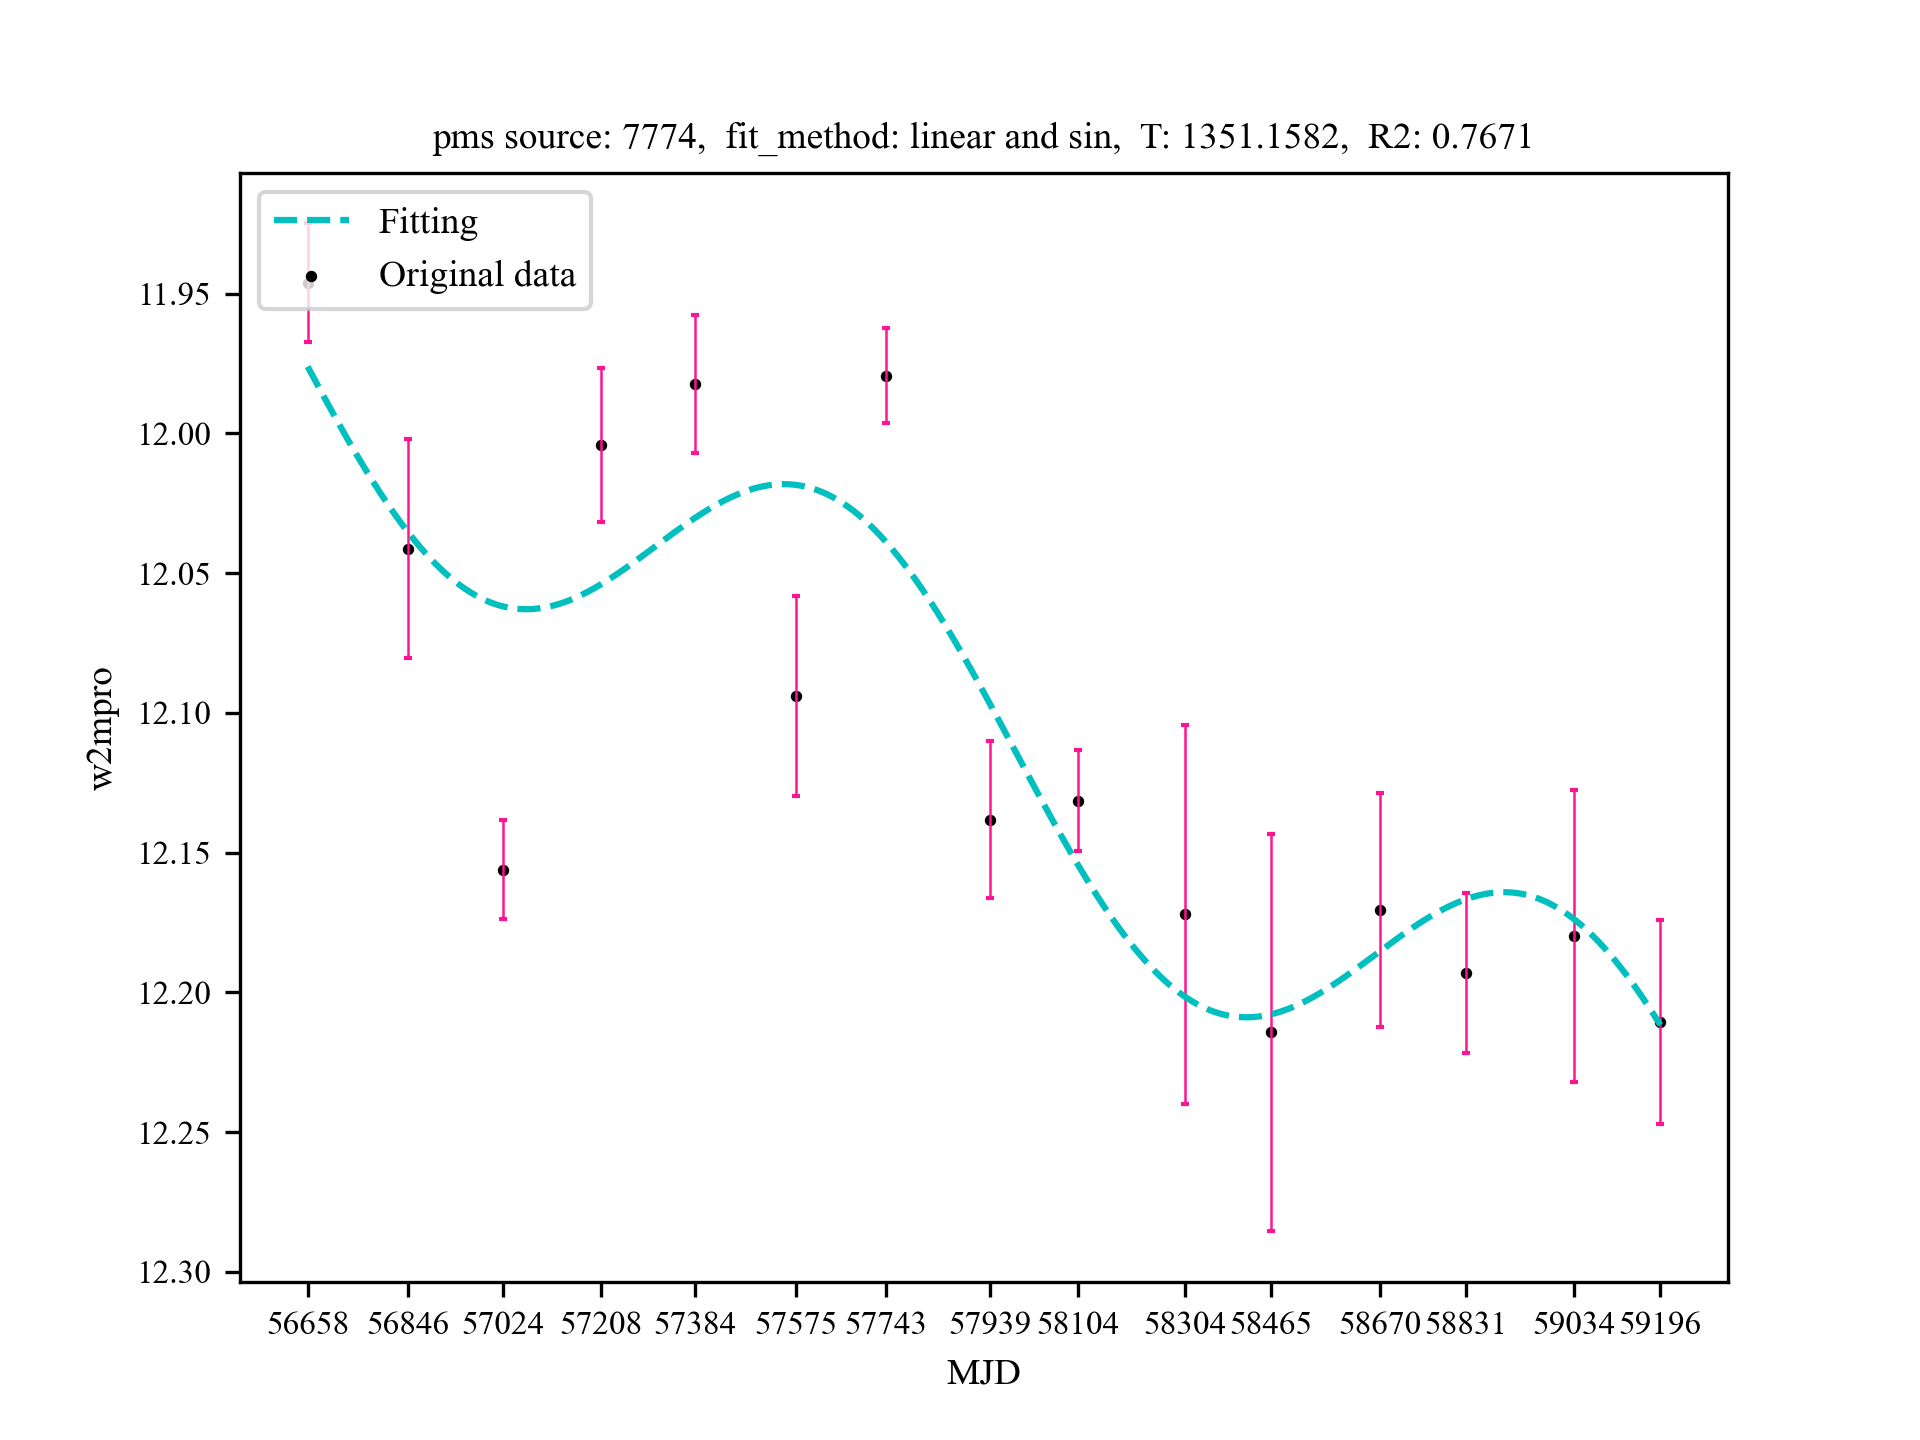 pms source: 7774,  fit_method: linear and sin,  T: 1351.1582,  R2: 0.7671
Fitting
Original data
11.95
12.00
12.05
12.10
12.15
12.20
12.25
12.30
w2mpro
56658 56846 57024 57208 57384 57575 57743 57939 58104 58304 58465 58670 58831 59034 59196
MJD